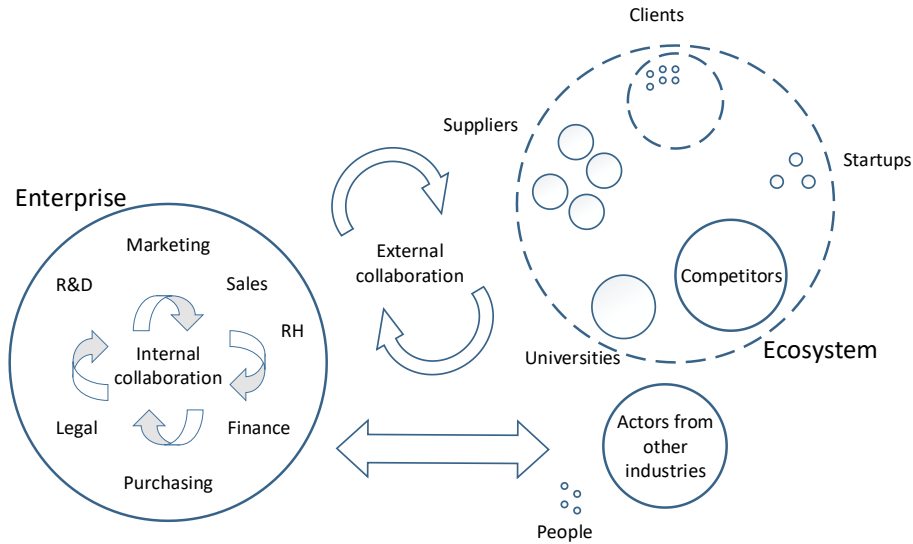 Clients
Suppliers
Startups
Enterprise
Marketing
External
collaboration
R&D
Sales
Competitors
RH
Internal
collaboration
Universities
Ecosystem
Legal
Finance
Actors from
other
industries
Purchasing
People